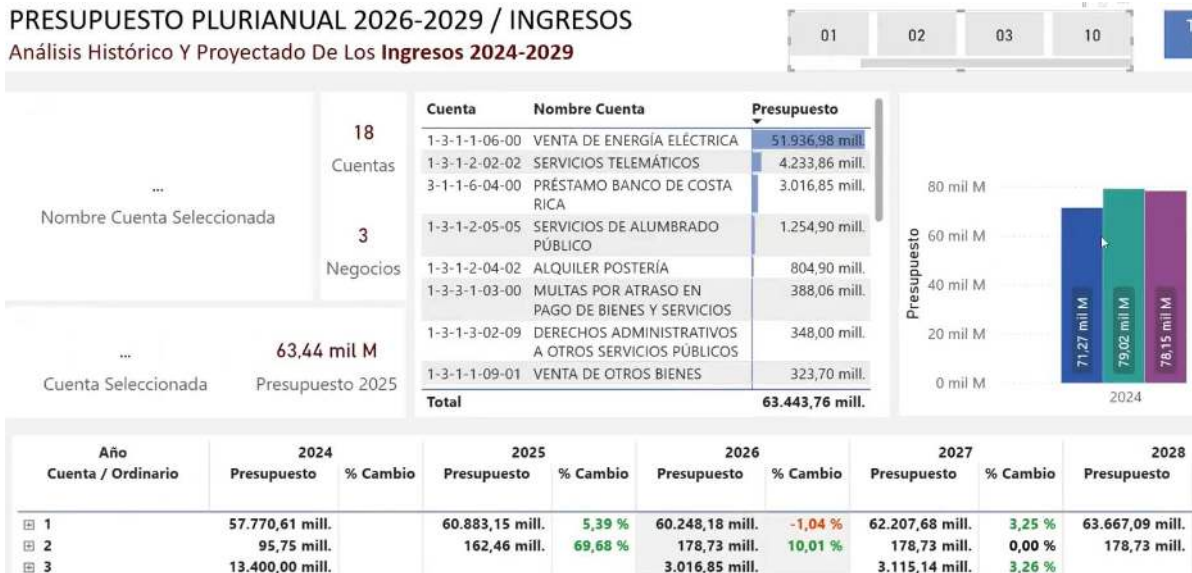 PRESUPUESTO PLURIANUAL 2026-2029 / INGRESOS
Análisis Histórico Y Proyectado De Los Ingresos 2024-2029
01 02 03 10
...
Nombre Cuenta Seleccionada
18
Cuentas
3
Negocios
...
Cuenta Seleccionada
63,44 mil M
Presupuesto 2025
Cuenta Nombre Cuenta Presupuesto
1-3-1-1-06-00 VENTA DE ENERGÍA ELÉCTRICA 51.936,98 mill.
1-3-1-2-02-02 SERVICIOS TELEMÁTICOS 4.233,86 mill.
3-1-1-6-04-00 PRÉSTAMO BANCO DE COSTA 3.016,85 mill.
RICA
1-3-1-2-05-05 SERVICIOS DE ALUMBRADO 1.254,90 mill.
PÚBLICO
1-3-1-2-04-02 ALQUILER POSTERÍA 804,90 mill.
1-3-3-1-03-00 MULTAS POR ATRASO EN 388,06 mill.
PAGO DE BIENES Y SERVICIOS
1-3-1-3-02-09 DERECHOS ADMINISTRATIVOS 348,00 mill.
A OTROS SERVICIOS PÚBLICOS
1-3-1-1-09-01 VENTA DE OTROS BIENES 323,70 mill.
Total 63.443,76 mill.
Presupuesto
80 mil M
60 mil M
40 mil M
20 mil M
0 mil M
71,27 mil M
79,02 mil M
78,15 mil M
2024
Año 2024 2025 2026 2027 2028
Cuenta / Ordinario Presupuesto % Cambio Presupuesto % Cambio Presupuesto % Cambio Presupuesto % Cambio Presupuesto
1 57.770,61 mill. 60.883,15 mill. 5,39 % 60.248,18 mill. -1,04 % 62.207,68 mill. 3,25 % 63.667,09 mill.
2 95,75 mill. 162,46 mill. 69,68 % 178,73 mill. 10,01 % 178,73 mill. 0,00 % 178,73 mill.
3 13.400,00 mill. 3.016,85 mill. 3.115,14 mill. 3,26 %